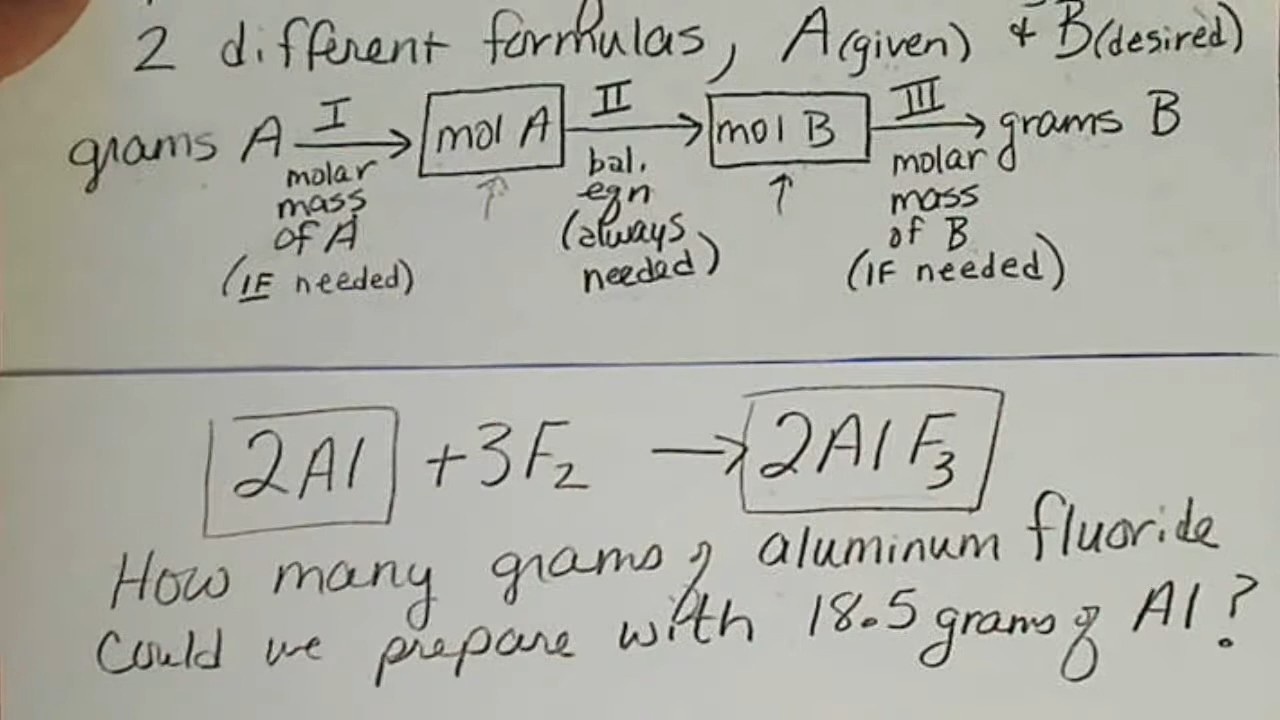 2 different formulas, A(given) & B(desired)
grams A I → mol A II → mol B III → grams B
molar mass of A (IF needed)
bal. eqn (always needed)
molar mass of B (IF needed)
2Al + 3F₂ → 2AlF₃
How many grams of aluminum fluoride
Could we prepare with 18.5 grams of Al?